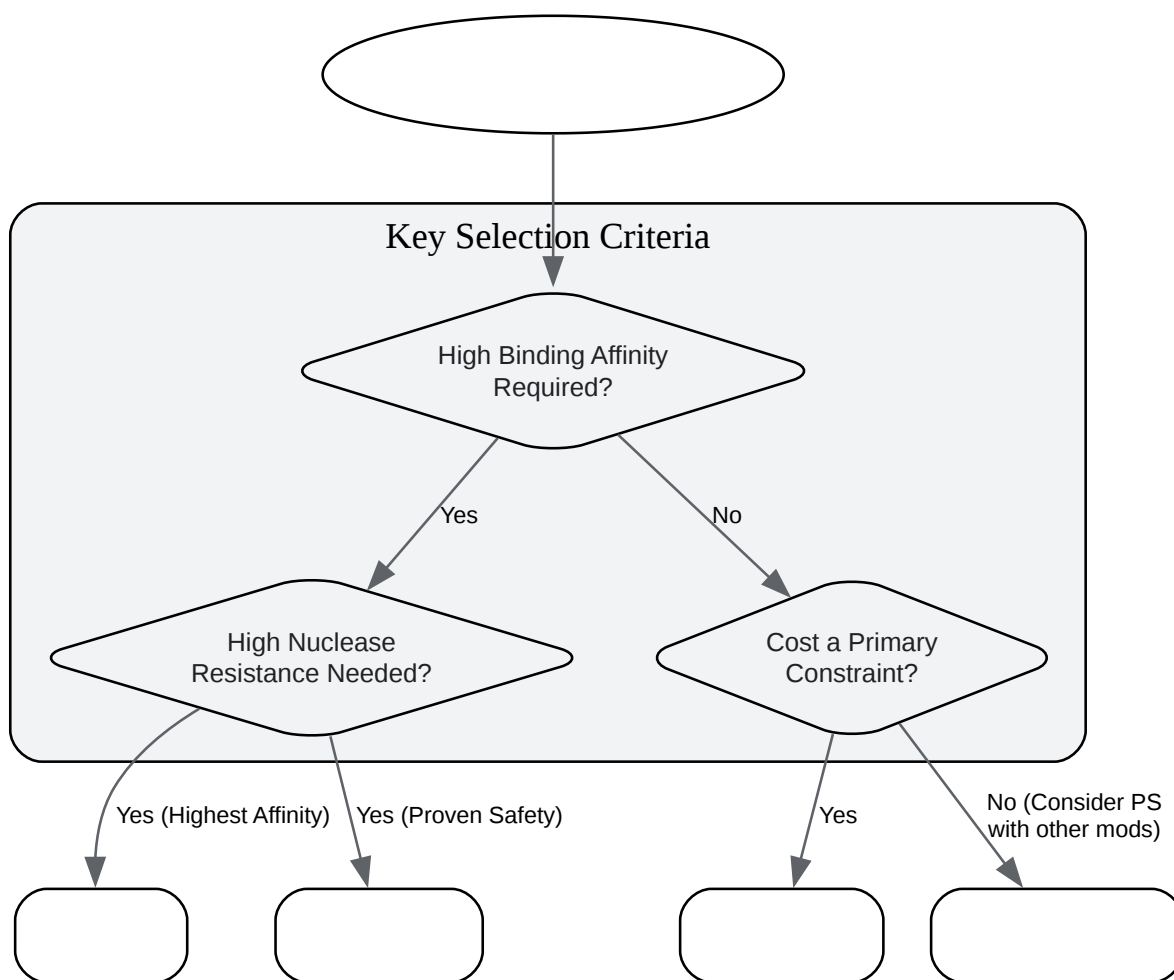 Key Selection Criteria
High Binding Affinity
Required?
Yes
No
High Nuclease
Resistance Needed?
Cost a Primary
Constraint?
Yes (Highest Affinity)
Yes (Proven Safety)
Yes
No (Consider PS
with other mods)